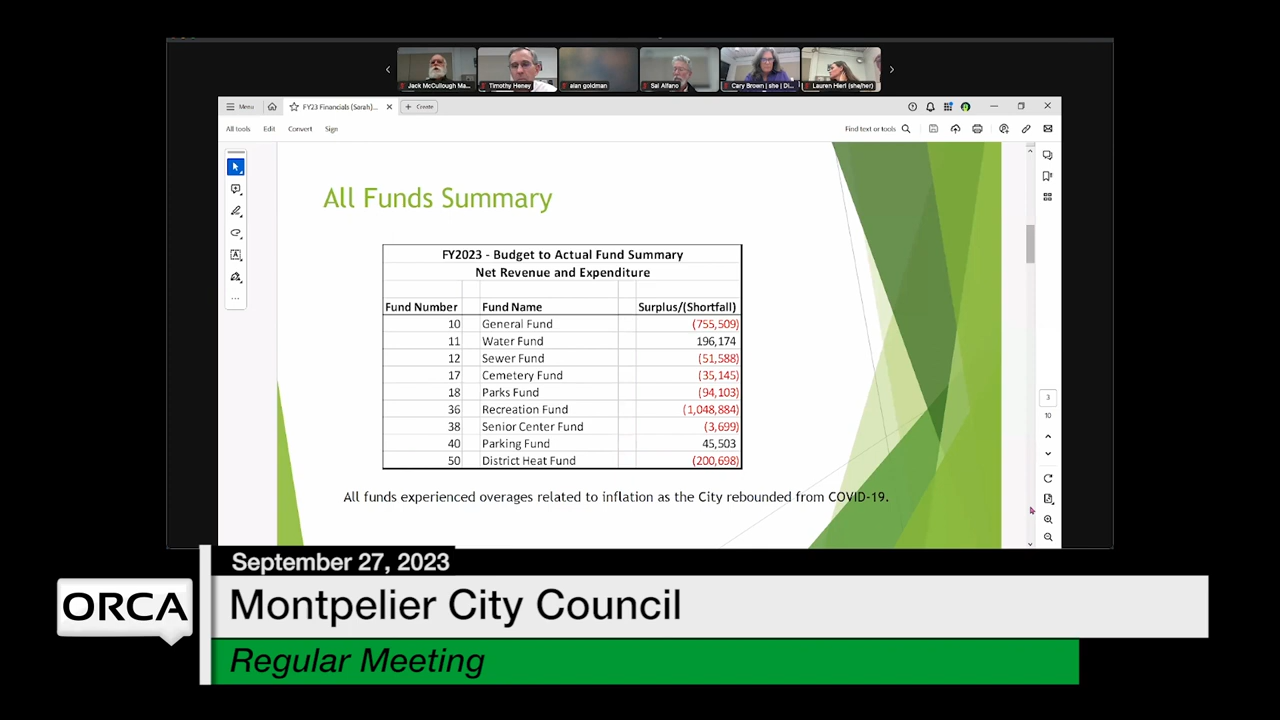 Jack McCullough Ma...
Timothy Heney
alan goldman
Sal Alfano
Cary Brown | she | Di...
Lauren Hierl (she/her)
Menu
FY23 Financials (Sarah)...
Create
All tools
Edit
Convert
Sign
Find text or tools
All Funds Summary
FY2023 - Budget to Actual Fund Summary
Net Revenue and Expenditure
Fund Number Fund Name Surplus/(Shortfall)
10 General Fund (755,509)
11 Water Fund 196,174
12 Sewer Fund (51,588)
17 Cemetery Fund (35,145)
18 Parks Fund (94,103)
36 Recreation Fund (1,048,884)
38 Senior Center Fund (3,699)
40 Parking Fund 45,503
50 District Heat Fund (200,698)
All funds experienced overages related to inflation as the City rebounded from COVID-19.
3
10
September 27, 2023
ORCA
Montpelier City Council
Regular Meeting